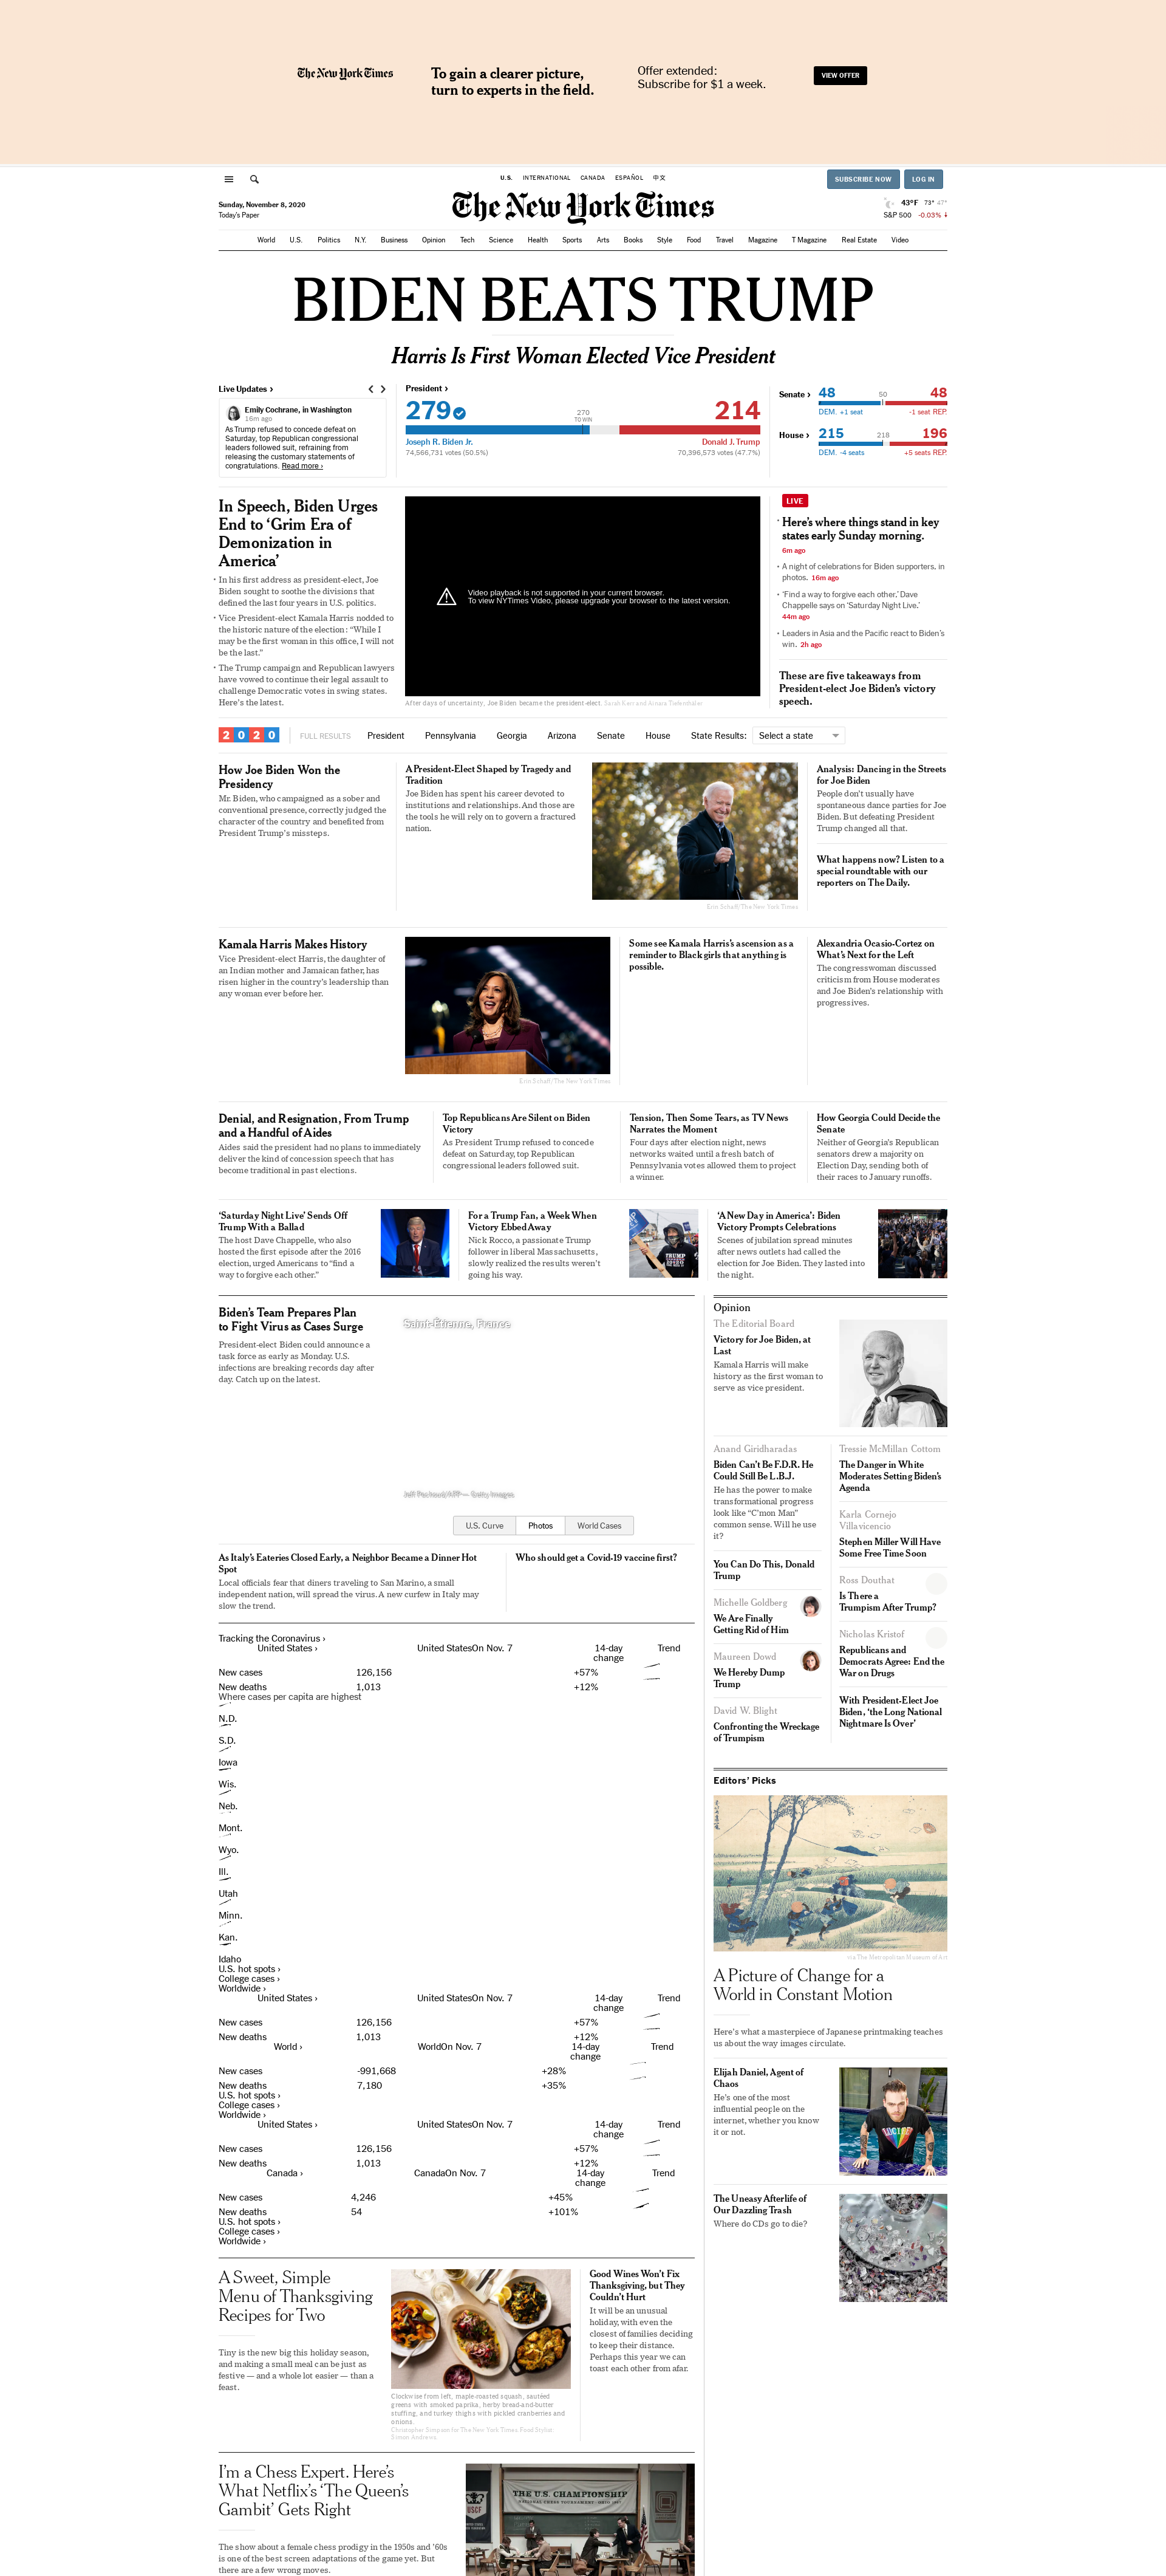 The New York Times
To gain a clearer picture,
turn to experts in the field.
Offer extended:
Subscribe for $1 a week.
VIEW OFFER
U.S. INTERNATIONAL CANADA ESPAÑOL 中文
SUBSCRIBE NOW LOG IN
Sunday, November 8, 2020
Today's Paper
The New York Times
43°F 73° 47°
S&P 500 -0.03%
World U.S. Politics N.Y. Business Opinion Tech Science Health Sports Arts Books Style Food Travel Magazine T Magazine Real Estate Video
BIDEN BEATS TRUMP
Harris Is First Woman Elected Vice President
Live Updates ›
Emily Cochrane, in Washington
16m ago
As Trump refused to concede defeat on
Saturday, top Republican congressional
leaders followed suit, refraining from
releasing the customary statements of
congratulations. Read more ›
President ›
279 214
270
TO WIN
Joseph R. Biden Jr. Donald J. Trump
74,566,731 votes (50.5%) 70,396,573 votes (47.7%)
Senate › 48 50 48
DEM. +1 seat -1 seat REP.
House › 215 218 196
DEM. -4 seats +5 seats REP.
In Speech, Biden Urges
End to ‘Grim Era of
Demonization in
America’
In his first address as president-elect, Joe
Biden sought to soothe the divisions that
defined the last four years in U.S. politics.
Vice President-elect Kamala Harris nodded to
the historic nature of the election: “While I
may be the first woman in this office, I will not
be the last.”
The Trump campaign and Republican lawyers
have vowed to continue their legal assault to
challenge Democratic votes in swing states.
Here's the latest.
Video playback is not supported in your current browser.
To view NYTimes Video, please upgrade your browser to the latest version.
After days of uncertainty, Joe Biden became the president-elect. Sarah Kerr and Ainara Tiefenthäler
LIVE
Here’s where things stand in key
states early Sunday morning.
6m ago
A night of celebrations for Biden supporters, in
photos. 16m ago
‘Find a way to forgive each other,’ Dave
Chappelle says on ‘Saturday Night Live.’
44m ago
Leaders in Asia and the Pacific react to Biden’s
win. 2h ago
These are five takeaways from
President-elect Joe Biden’s victory
speech.
2020 FULL RESULTS President Pennsylvania Georgia Arizona Senate House State Results: Select a state
How Joe Biden Won the
Presidency
Mr. Biden, who campaigned as a sober and
conventional presence, correctly judged the
character of the country and benefited from
President Trump’s missteps.
A President-Elect Shaped by Tragedy and
Tradition
Joe Biden has spent his career devoted to
institutions and relationships. And those are
the tools he will rely on to govern a fractured
nation.
Erin Schaff/The New York Times
Analysis: Dancing in the Streets
for Joe Biden
People don’t usually have
spontaneous dance parties for Joe
Biden. But defeating President
Trump changed all that.
What happens now? Listen to a
special roundtable with our
reporters on The Daily.
Kamala Harris Makes History
Vice President-elect Harris, the daughter of
an Indian mother and Jamaican father, has
risen higher in the country’s leadership than
any woman ever before her.
Erin Schaff/The New York Times
Some see Kamala Harris’s ascension as a
reminder to Black girls that anything is
possible.
Alexandria Ocasio-Cortez on
What’s Next for the Left
The congresswoman discussed
criticism from House moderates
and Joe Biden’s relationship with
progressives.
Denial, and Resignation, From Trump
and a Handful of Aides
Aides said the president had no plans to immediately
deliver the kind of concession speech that has
become traditional in past elections.
Top Republicans Are Silent on Biden
Victory
As President Trump refused to concede
defeat on Saturday, top Republican
congressional leaders followed suit.
Tension, Then Some Tears, as TV News
Narrates the Moment
Four days after election night, news
networks waited until a fresh batch of
Pennsylvania votes allowed them to project
a winner.
How Georgia Could Decide the
Senate
Neither of Georgia’s Republican
senators drew a majority on
Election Day, sending both of
their races to January runoffs.
‘Saturday Night Live’ Sends Off
Trump With a Ballad
The host Dave Chappelle, who also
hosted the first episode after the 2016
election, urged Americans to “find a
way to forgive each other.”
For a Trump Fan, a Week When
Victory Ebbed Away
Nick Rocco, a passionate Trump
follower in liberal Massachusetts,
slowly realized the results weren’t
going his way.
TRUMP
‘A New Day in America’: Biden
Victory Prompts Celebrations
Scenes of jubilation spread minutes
after news outlets had called the
election for Joe Biden. They lasted into
the night.
Biden’s Team Prepares Plan
to Fight Virus as Cases Surge
President-elect Biden could announce a
task force as early as Monday. U.S.
infections are breaking records day after
day. Catch up on the latest.
Saint-Étienne, France
Jeff Pachoud/AFP — Getty Images
U.S. Curve Photos World Cases
As Italy’s Eateries Closed Early, a Neighbor Became a Dinner Hot
Spot
Local officials fear that diners traveling to San Marino, a small
independent nation, will spread the virus. A new curfew in Italy may
slow the trend.
Who should get a Covid-19 vaccine first?
Tracking the Coronavirus ›
United States › United StatesOn Nov. 7 14-day
change Trend
New cases 126,156 +57%
New deaths 1,013 +12%
Where cases per capita are highest
N.D.
S.D.
Iowa
Wis.
Neb.
Mont.
Wyo.
Ill.
Utah
Minn.
Kan.
Idaho
U.S. hot spots ›
College cases ›
Worldwide ›
United States › United StatesOn Nov. 7 14-day
change Trend
New cases 126,156 +57%
New deaths 1,013 +12%
World › WorldOn Nov. 7 14-day
change Trend
New cases -991,668 +28%
New deaths 7,180 +35%
U.S. hot spots ›
College cases ›
Worldwide ›
United States › United StatesOn Nov. 7 14-day
change Trend
New cases 126,156 +57%
New deaths 1,013 +12%
Canada › CanadaOn Nov. 7 14-day
change Trend
New cases 4,246 +45%
New deaths 54 +101%
U.S. hot spots ›
College cases ›
Worldwide ›
A Sweet, Simple
Menu of Thanksgiving
Recipes for Two
Tiny is the new big this holiday season,
and making a small meal can be just as
festive — and a whole lot easier — than a
feast.
Clockwise from left, maple-roasted squash, sautéed
greens with smoked paprika, herby bread-and-butter
stuffing, and turkey thighs with pickled cranberries and
onions.
Christopher Simpson for The New York Times. Food Stylist:
Simon Andrews.
Good Wines Won’t Fix
Thanksgiving, but They
Couldn’t Hurt
It will be an unusual
holiday, with even the
closest of families deciding
to keep their distance.
Perhaps this year we can
toast each other from afar.
I’m a Chess Expert. Here’s
What Netflix’s ‘The Queen’s
Gambit’ Gets Right
The show about a female chess prodigy in the 1950s and ’60s
is one of the best screen adaptations of the game yet. But
there are a few wrong moves.
USCF
THE U.S. CHAMPIONSHIP
Opinion
The Editorial Board
Victory for Joe Biden, at
Last
Kamala Harris will make
history as the first woman to
serve as vice president.
Anand Giridharadas
Biden Can’t Be F.D.R. He
Could Still Be L.B.J.
He has the power to make
transformational progress
look like “C’mon Man”
common sense. Will he use
it?
You Can Do This, Donald
Trump
Michelle Goldberg
We Are Finally
Getting Rid of Him
Maureen Dowd
We Hereby Dump
Trump
David W. Blight
Confronting the Wreckage
of Trumpism
Tressie McMillan Cottom
The Danger in White
Moderates Setting Biden’s
Agenda
Karla Cornejo
Villavicencio
Stephen Miller Will Have
Some Free Time Soon
Ross Douthat
Is There a
Trumpism After Trump?
Nicholas Kristof
Republicans and
Democrats Agree: End the
War on Drugs
With President-Elect Joe
Biden, ‘the Long National
Nightmare Is Over’
Editors’ Picks
via The Metropolitan Museum of Art
A Picture of Change for a
World in Constant Motion
Here’s what a masterpiece of Japanese printmaking teaches
us about the way images circulate.
Elijah Daniel, Agent of
Chaos
He’s one of the most
influential people on the
internet, whether you know
it or not.
The Uneasy Afterlife of
Our Dazzling Trash
Where do CDs go to die?